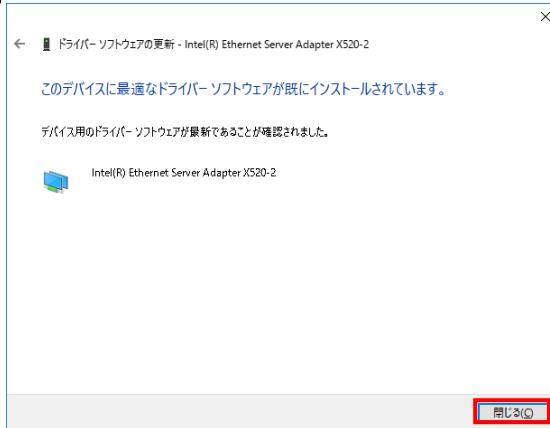 ドライバー ソフトウェアの更新 - Intel(R) Ethernet Server Adapter X520-2
このデバイスに最適なドライバー ソフトウェアが既にインストールされています。
デバイス用のドライバー ソフトウェアが最新であることが確認されました。
Intel(R) Ethernet Server Adapter X520-2
閉じる(C)